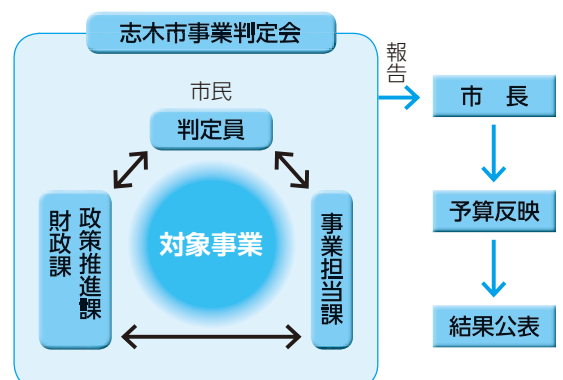 志木市事業判定会
報告
市民
判定員
市　長
政策推進課
財政課
対象事業
事業担当課
予算反映
結果公表